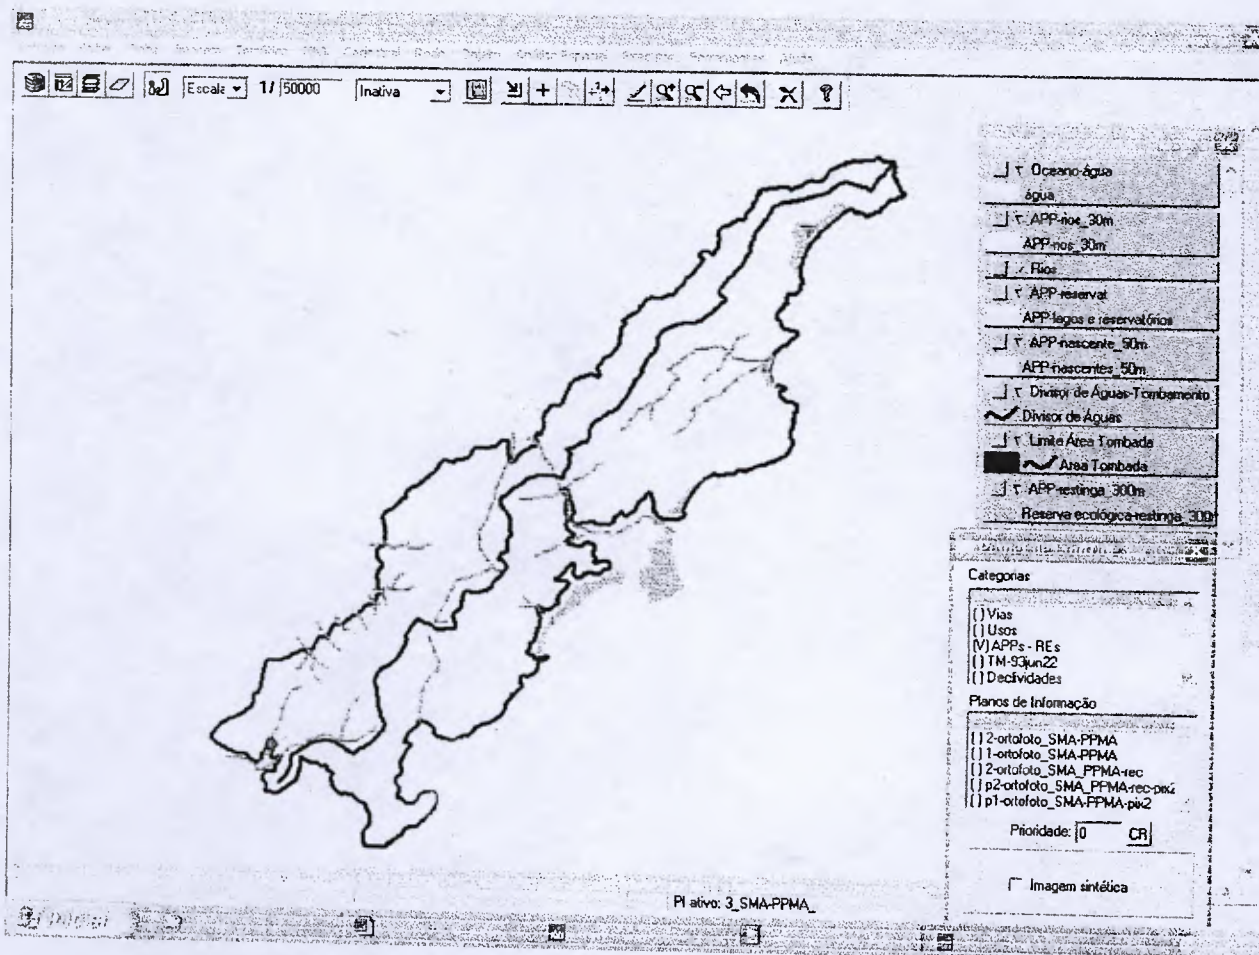 Escala 1/ 50000 Inativa
Oceano-água
água
APP-rios_30m
APP-rios_30m
Rios
APP-reservat
APP-lagos e reservatórios
APP-nascente_50m
APP-nascentes_50m
Divisor de Águas-Tombamento
Divisor de Águas
Limite Área Tombada
Area Tombada
APP-restinga_300m
Reserva ecológica-restinga_300m
Categorias
() Vias
() Usos
(V) APPs - REs
() TM-93jun22
() Declividades
Planos de Informação
() 2-ortofoto_SMA-PPMA
() 1-ortofoto_SMA-PPMA
() 2-ortofoto_SMA_PPMA-rec
() p2-ortofoto_SMA_PPMA-rec-pix2
() p1-ortofoto_SMA-PPMA-pix2
Prioridade: 0 CR
Imagem sintética
PI ativo: 3_SMA-PPMA_